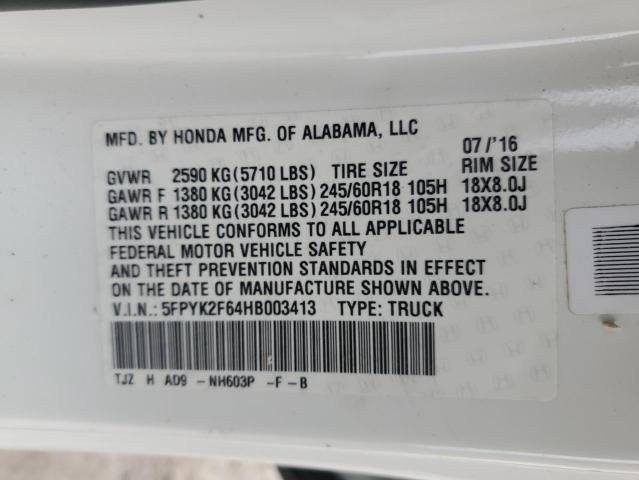 MFD. BY HONDA MFG. OF ALABAMA, LLC 07/'16
GVWR 2590 KG(5710 LBS) TIRE SIZE RIM SIZE
GAWR F 1380 KG(3042 LBS) 245/60R18 105H 18X8.0J
GAWR R 1380 KG(3042 LBS) 245/60R18 105H 18X8.0J
THIS VEHICLE CONFORMS TO ALL APPLICABLE
FEDERAL MOTOR VEHICLE SAFETY
AND THEFT PREVENTION STANDARDS IN EFFECT
ON THE DATE OF MANUFACTURE SHOWN ABOVE.
V.I.N.: 5FPYK2F64HB003413 TYPE: TRUCK
TJZ H AD9 -NH603P -F -B